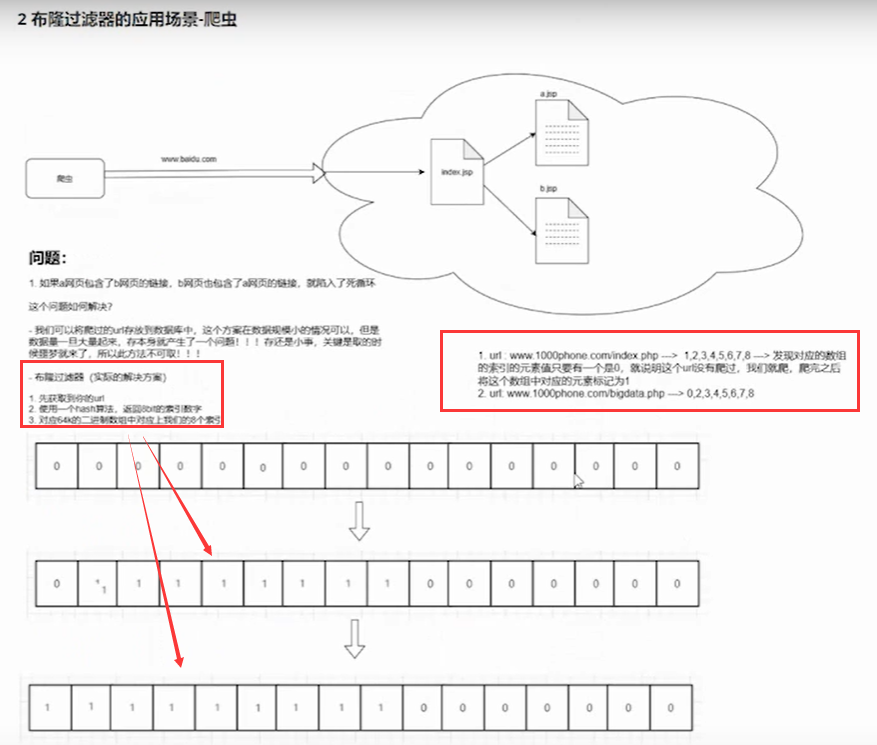 2 布隆过滤器的应用场景-爬虫
a.jsp
www.baidu.com
爬虫
index.jsp
b.jsp
问题：
1. 如果a网页包含了b网页的链接，b网页也包含了a网页的链接，就陷入了死循环
这个问题如何解决？
- 我们可以将爬过的url存放到数据库中，这个方案在数据规模小的情况可以，但是
数据量一旦大量起来，存本身就产生了一个问题！！！存还是小事，关键是取的时
候噩梦就来了，所以此方法不可取！！！
- 布隆过滤器（实际的解决方案）
1. 先获取到你的url
2. 使用一个hash算法，返回8bit的索引数字
3. 对应64k的二进制数组中对应上我们的8个索引
1. url : www.1000phone.com/index.php ---> 1,2,3,4,5,6,7,8 ---> 发现对应的数组
的索引的元素值只要有一个是0，就说明这个url没有爬过，我们就爬，爬完之后
将这个数组中对应的元素标记为1
2. url: www.1000phone.com/bigdata.php ---> 0,2,3,4,5,6,7,8
0 0 0 0 0 0 0 0 0 0 0 0 0 0 0 0
0 1 1 1 1 1 1 1 1 0 0 0 0 0 0 0
1 1 1 1 1 1 1 1 1 0 0 0 0 0 0 0